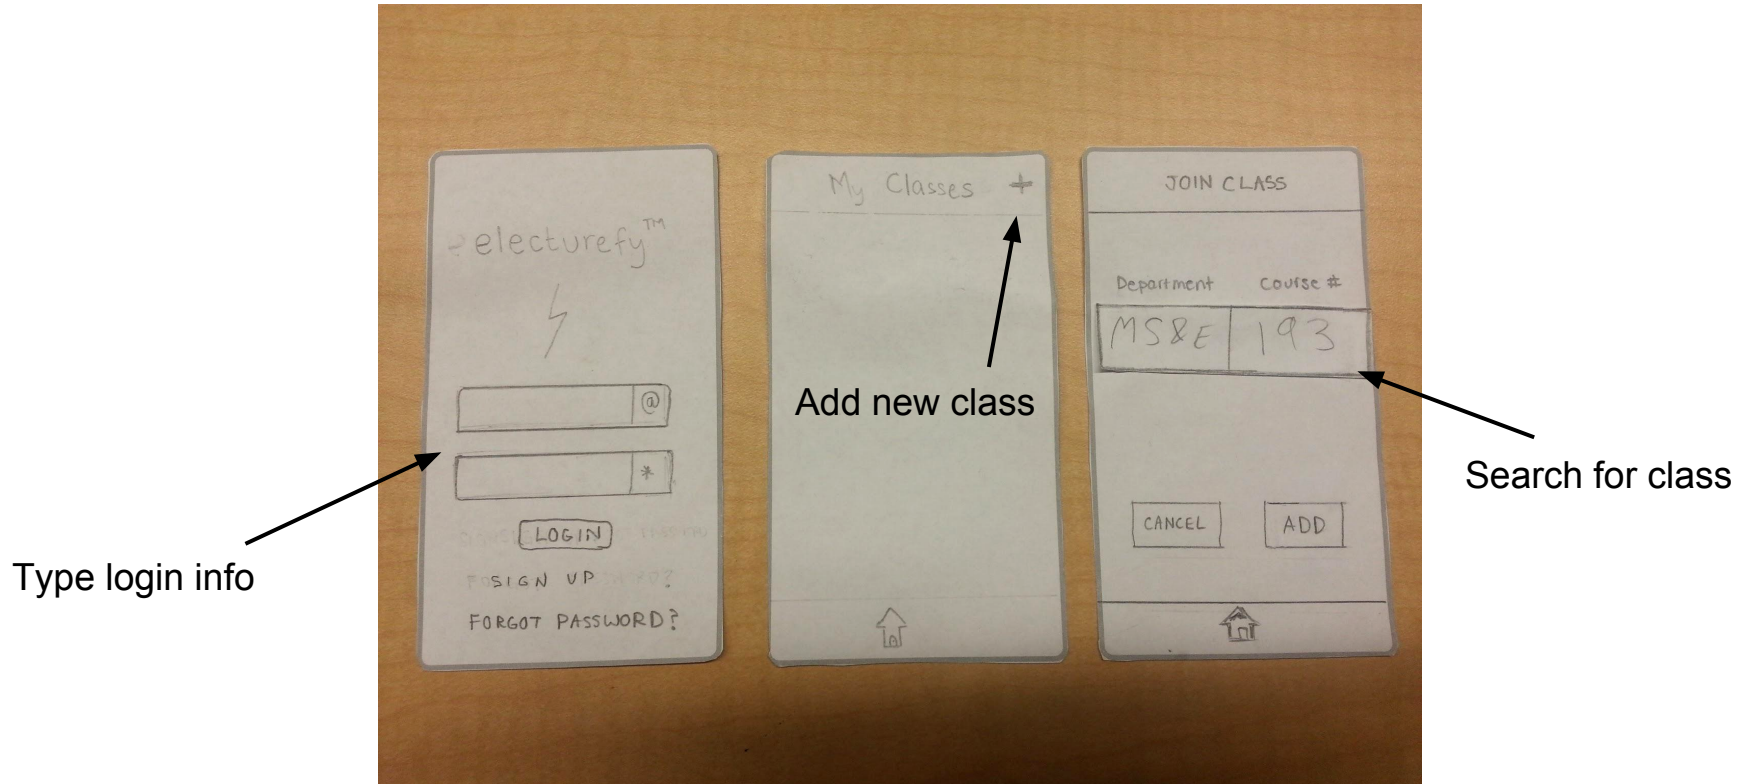 electurefy™
@
*
LOGIN
SIGN UP
FORGOT PASSWORD?
Type login info
My Classes +
Add new class
JOIN CLASS
Department Course #
MS&E 193
CANCEL ADD
Search for class